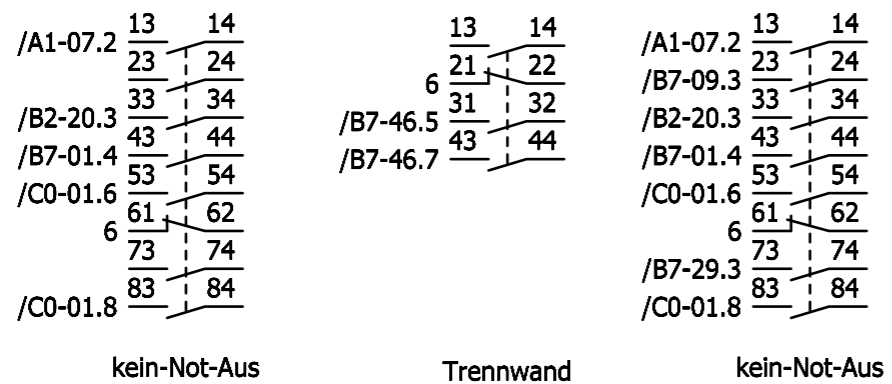 13 14
/A1-07.2
23 24
33 34
/B2-20.3
43 44
/B7-01.4
53 54
/C0-01.6
61 62
6
73 74
83 84
/C0-01.8
kein-Not-Aus
13 14
21 22
6
31 32
/B7-46.5
43 44
/B7-46.7
Trennwand
13 14
/A1-07.2
23 24
/B7-09.3
33 34
/B2-20.3
43 44
/B7-01.4
53 54
/C0-01.6
61 62
6
73 74
/B7-29.3
83 84
/C0-01.8
kein-Not-Aus